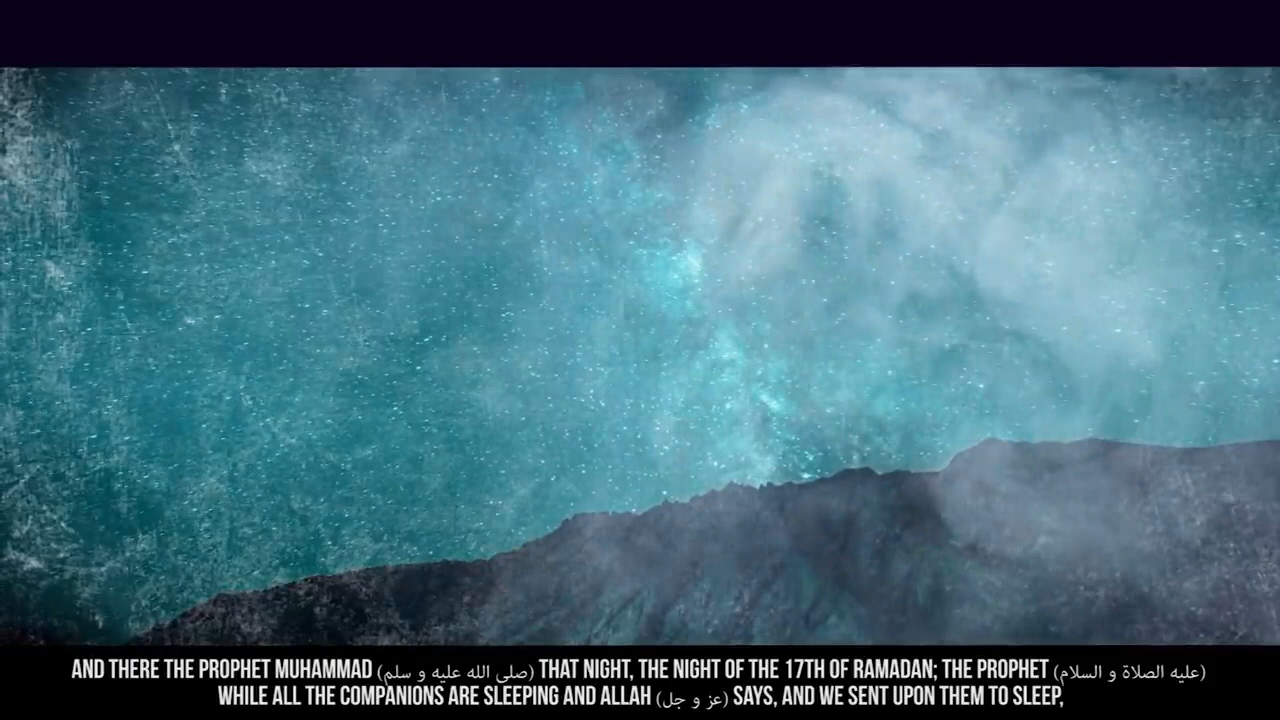 AND THERE THE PROPHET MUHAMMAD (صلى الله عليه و سلم) THAT NIGHT, THE NIGHT OF THE 17TH OF RAMADAN; THE PROPHET (عليه الصلاة و السلام)
WHILE ALL THE COMPANIONS ARE SLEEPING AND ALLAH (عز و جل) SAYS, AND WE SENT UPON THEM TO SLEEP,